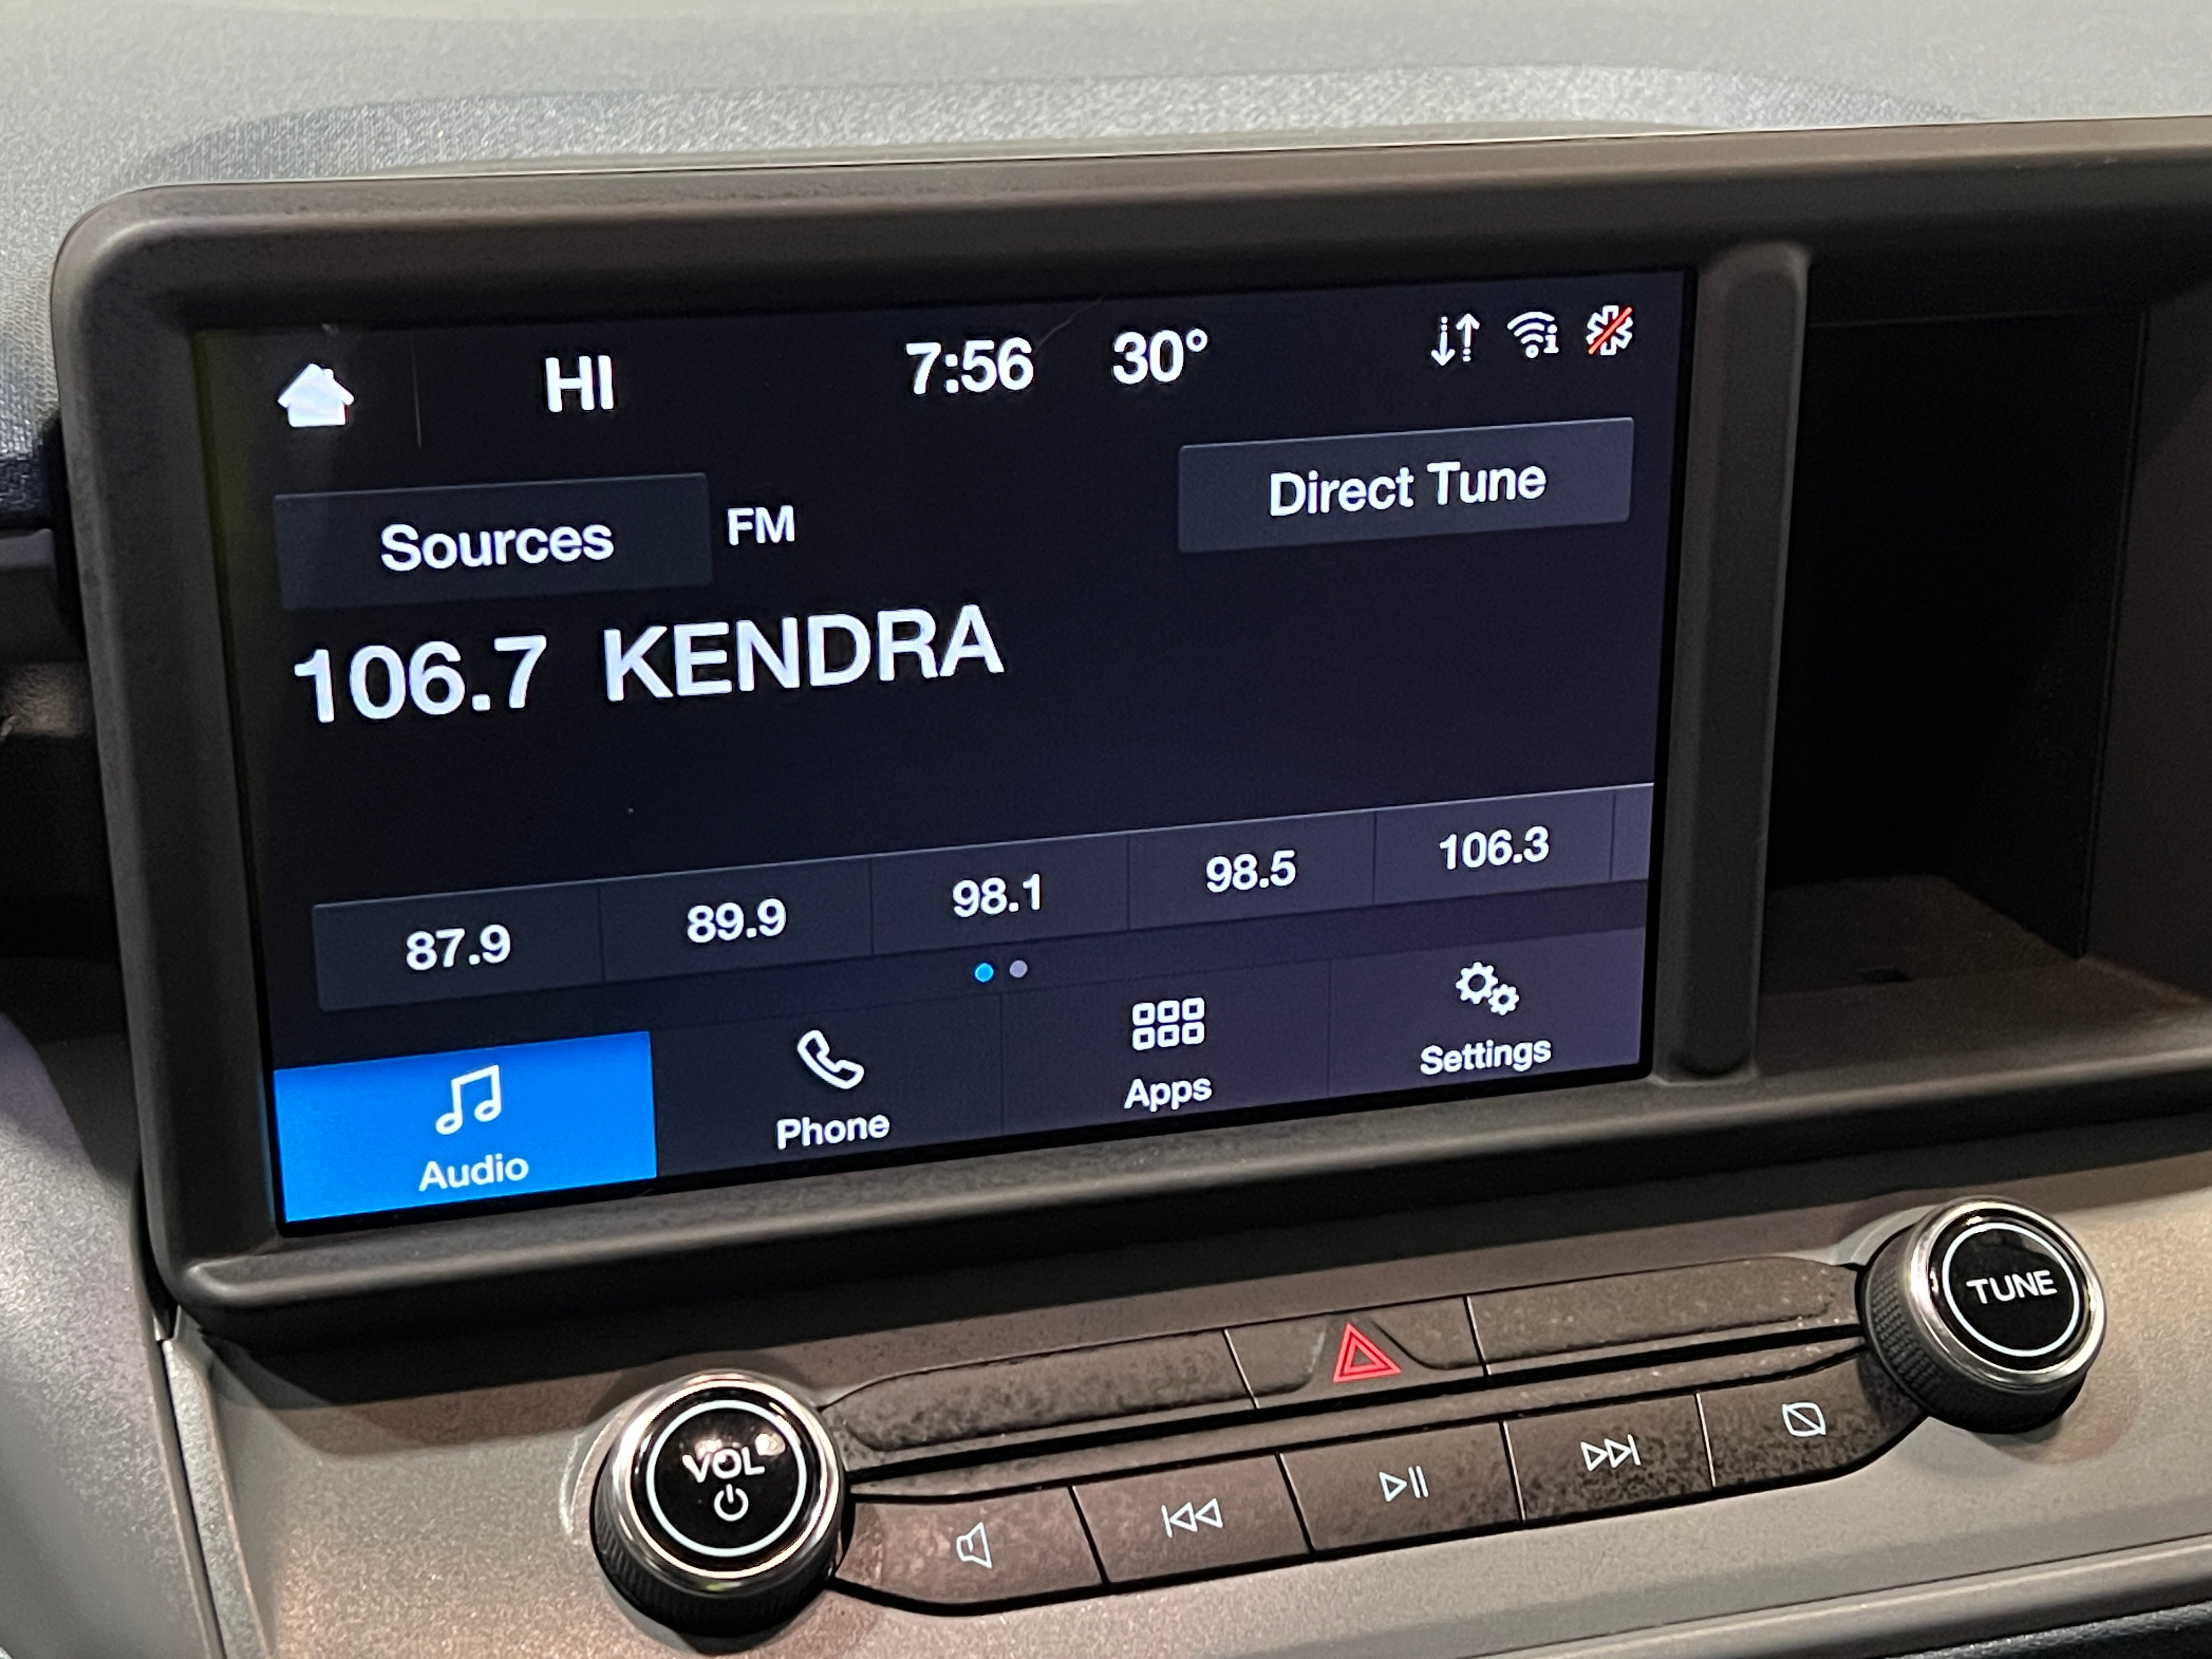 HI 7:56 30°
Sources FM Direct Tune
106.7 KENDRA
87.9 89.9 98.1 98.5 106.3
Audio Phone Apps Settings
TUNE
VOL